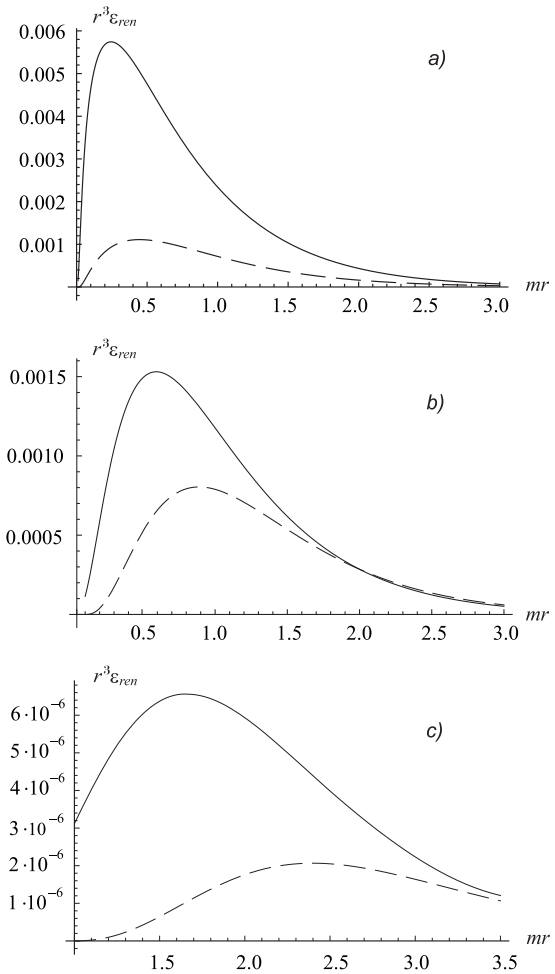 r³ε_ren
0.006
a)
0.005
0.004
0.003
0.002
0.001
0.5 1.0 1.5 2.0 2.5 3.0 mr
r³ε_ren
0.0015
b)
0.0010
0.0005
0.5 1.0 1.5 2.0 2.5 3.0 mr
r³ε_ren
6·10⁻⁶
c)
5·10⁻⁶
4·10⁻⁶
3·10⁻⁶
2·10⁻⁶
1·10⁻⁶
1.5 2.0 2.5 3.0 3.5 mr